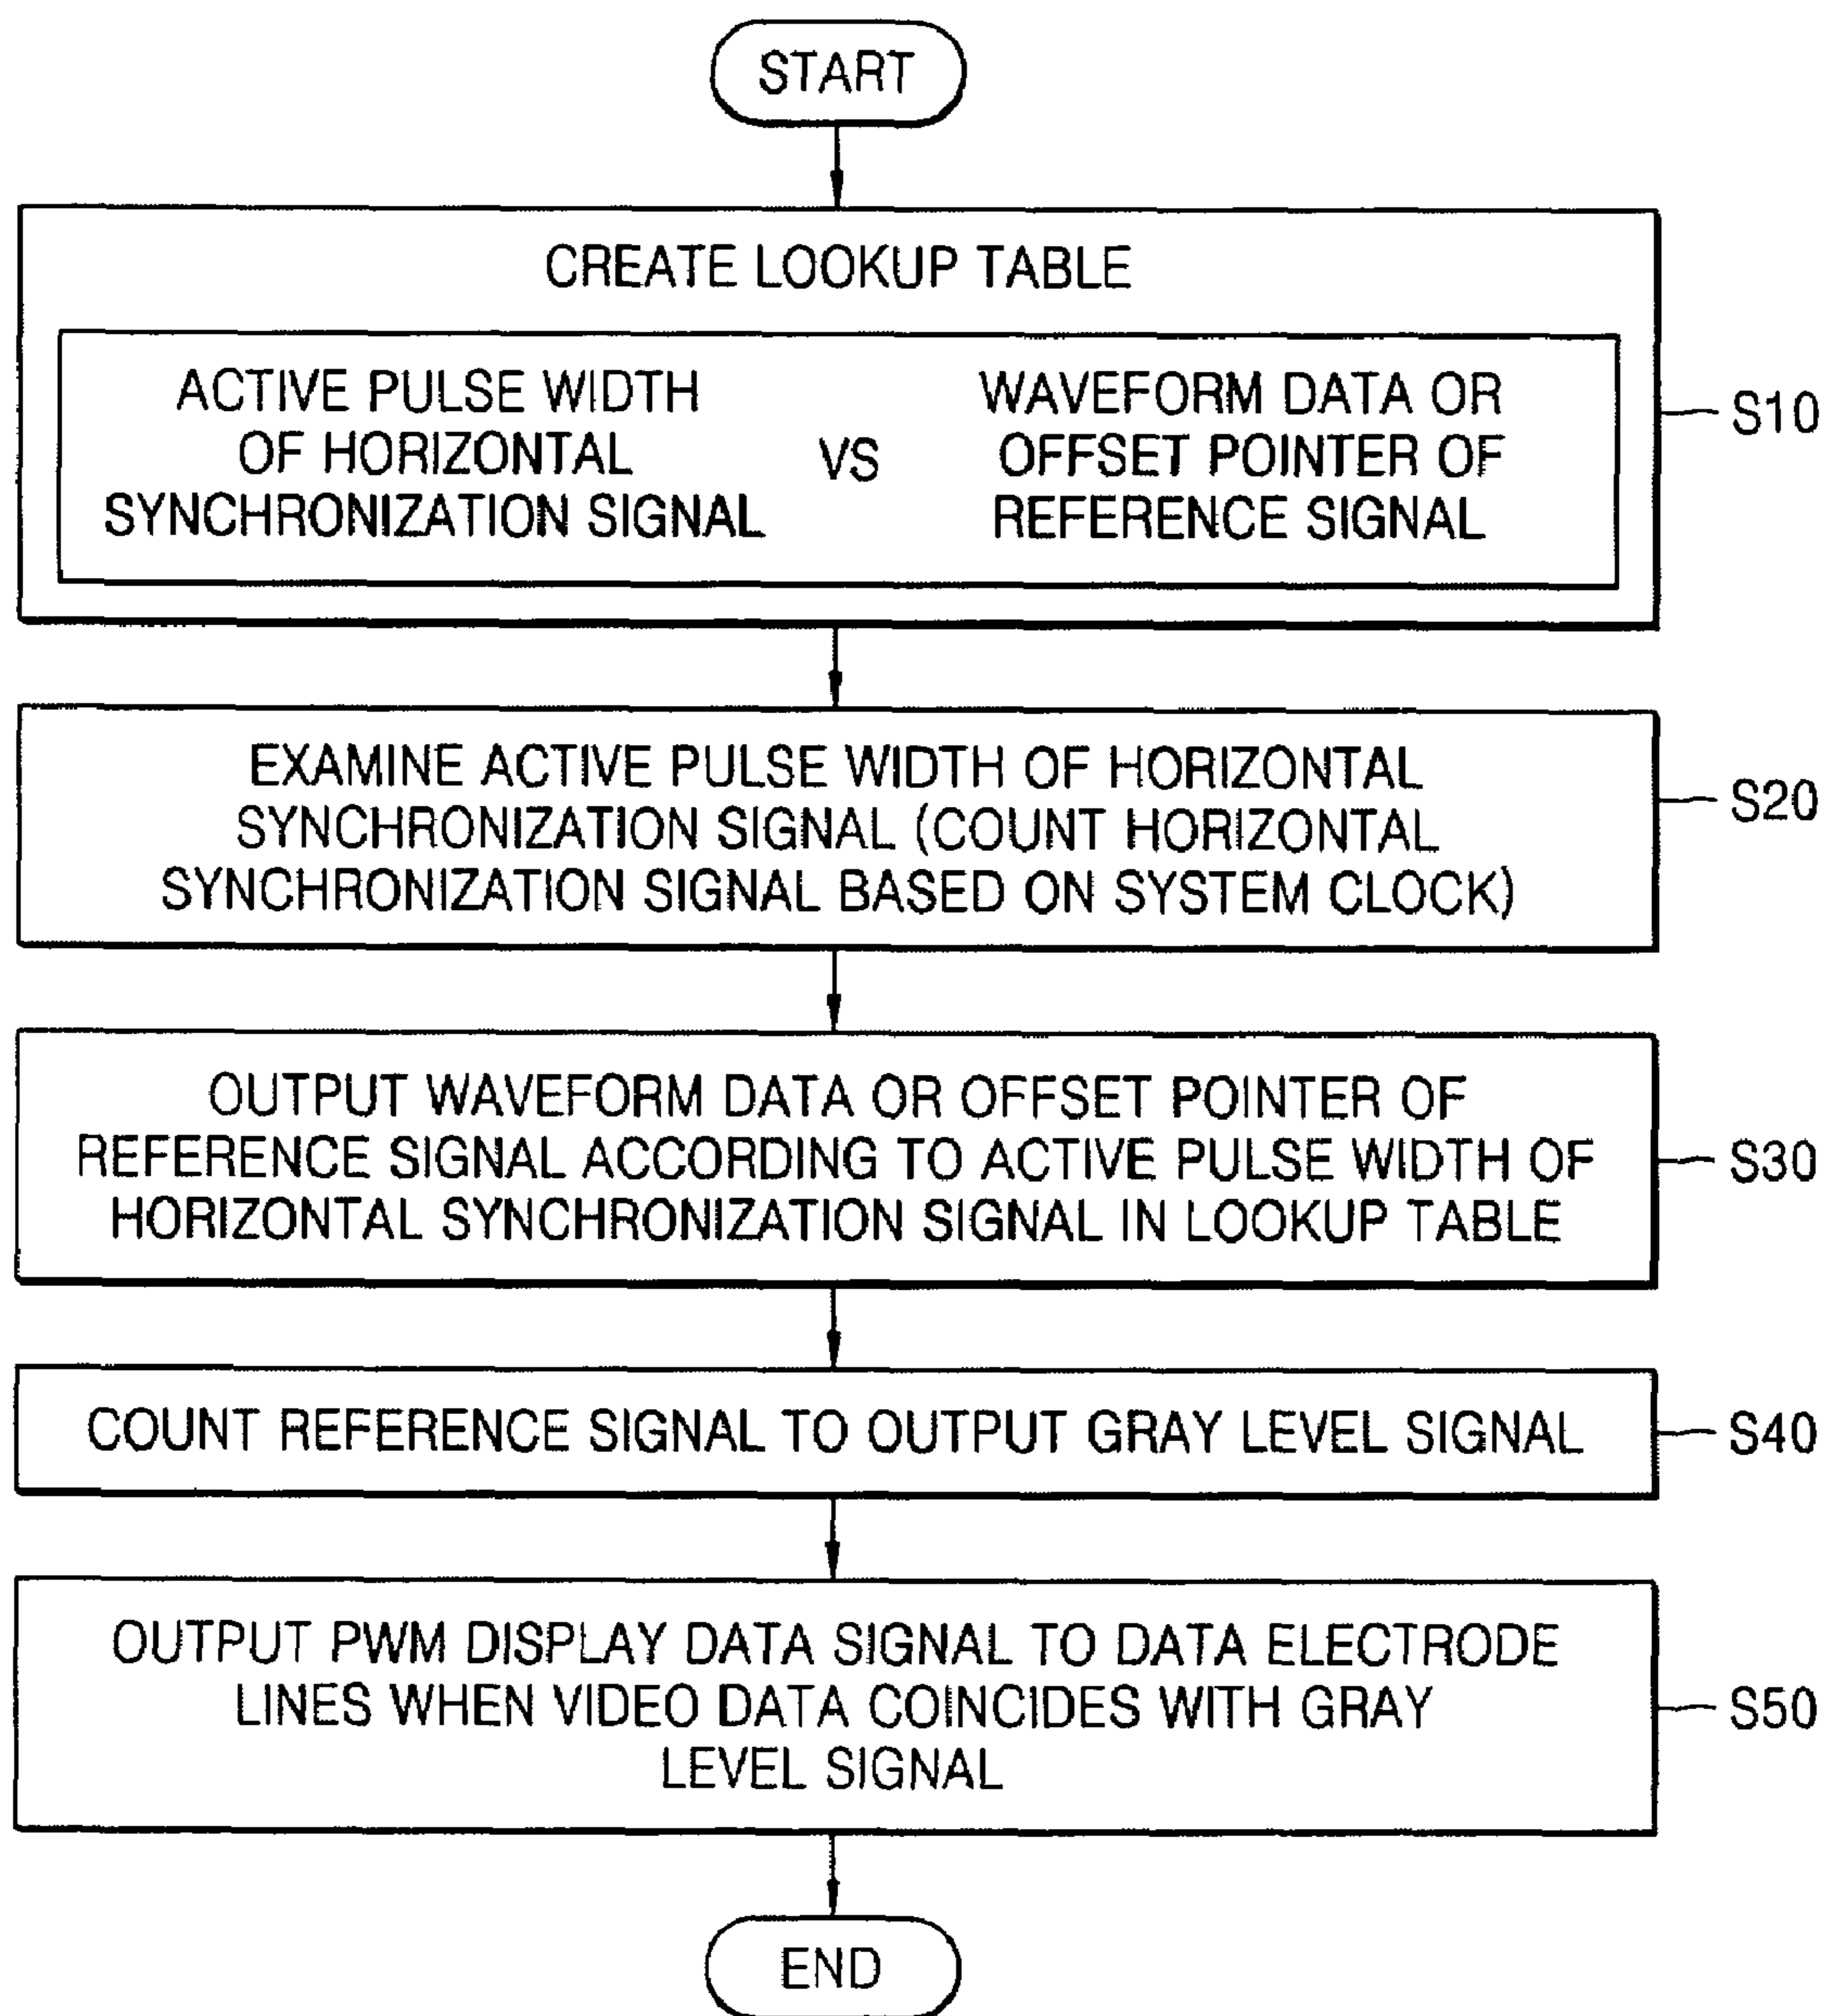 START
CREATE LOOKUP TABLE
ACTIVE PULSE WIDTH
OF HORIZONTAL
SYNCHRONIZATION SIGNAL
VS
WAVEFORM DATA OR
OFFSET POINTER OF
REFERENCE SIGNAL
S10
EXAMINE ACTIVE PULSE WIDTH OF HORIZONTAL
SYNCHRONIZATION SIGNAL (COUNT HORIZONTAL
SYNCHRONIZATION SIGNAL BASED ON SYSTEM CLOCK)
S20
OUTPUT WAVEFORM DATA OR OFFSET POINTER OF
REFERENCE SIGNAL ACCORDING TO ACTIVE PULSE WIDTH OF
HORIZONTAL SYNCHRONIZATION SIGNAL IN LOOKUP TABLE
S30
COUNT REFERENCE SIGNAL TO OUTPUT GRAY LEVEL SIGNAL
S40
OUTPUT PWM DISPLAY DATA SIGNAL TO DATA ELECTRODE
LINES WHEN VIDEO DATA COINCIDES WITH GRAY
LEVEL SIGNAL
S50
END